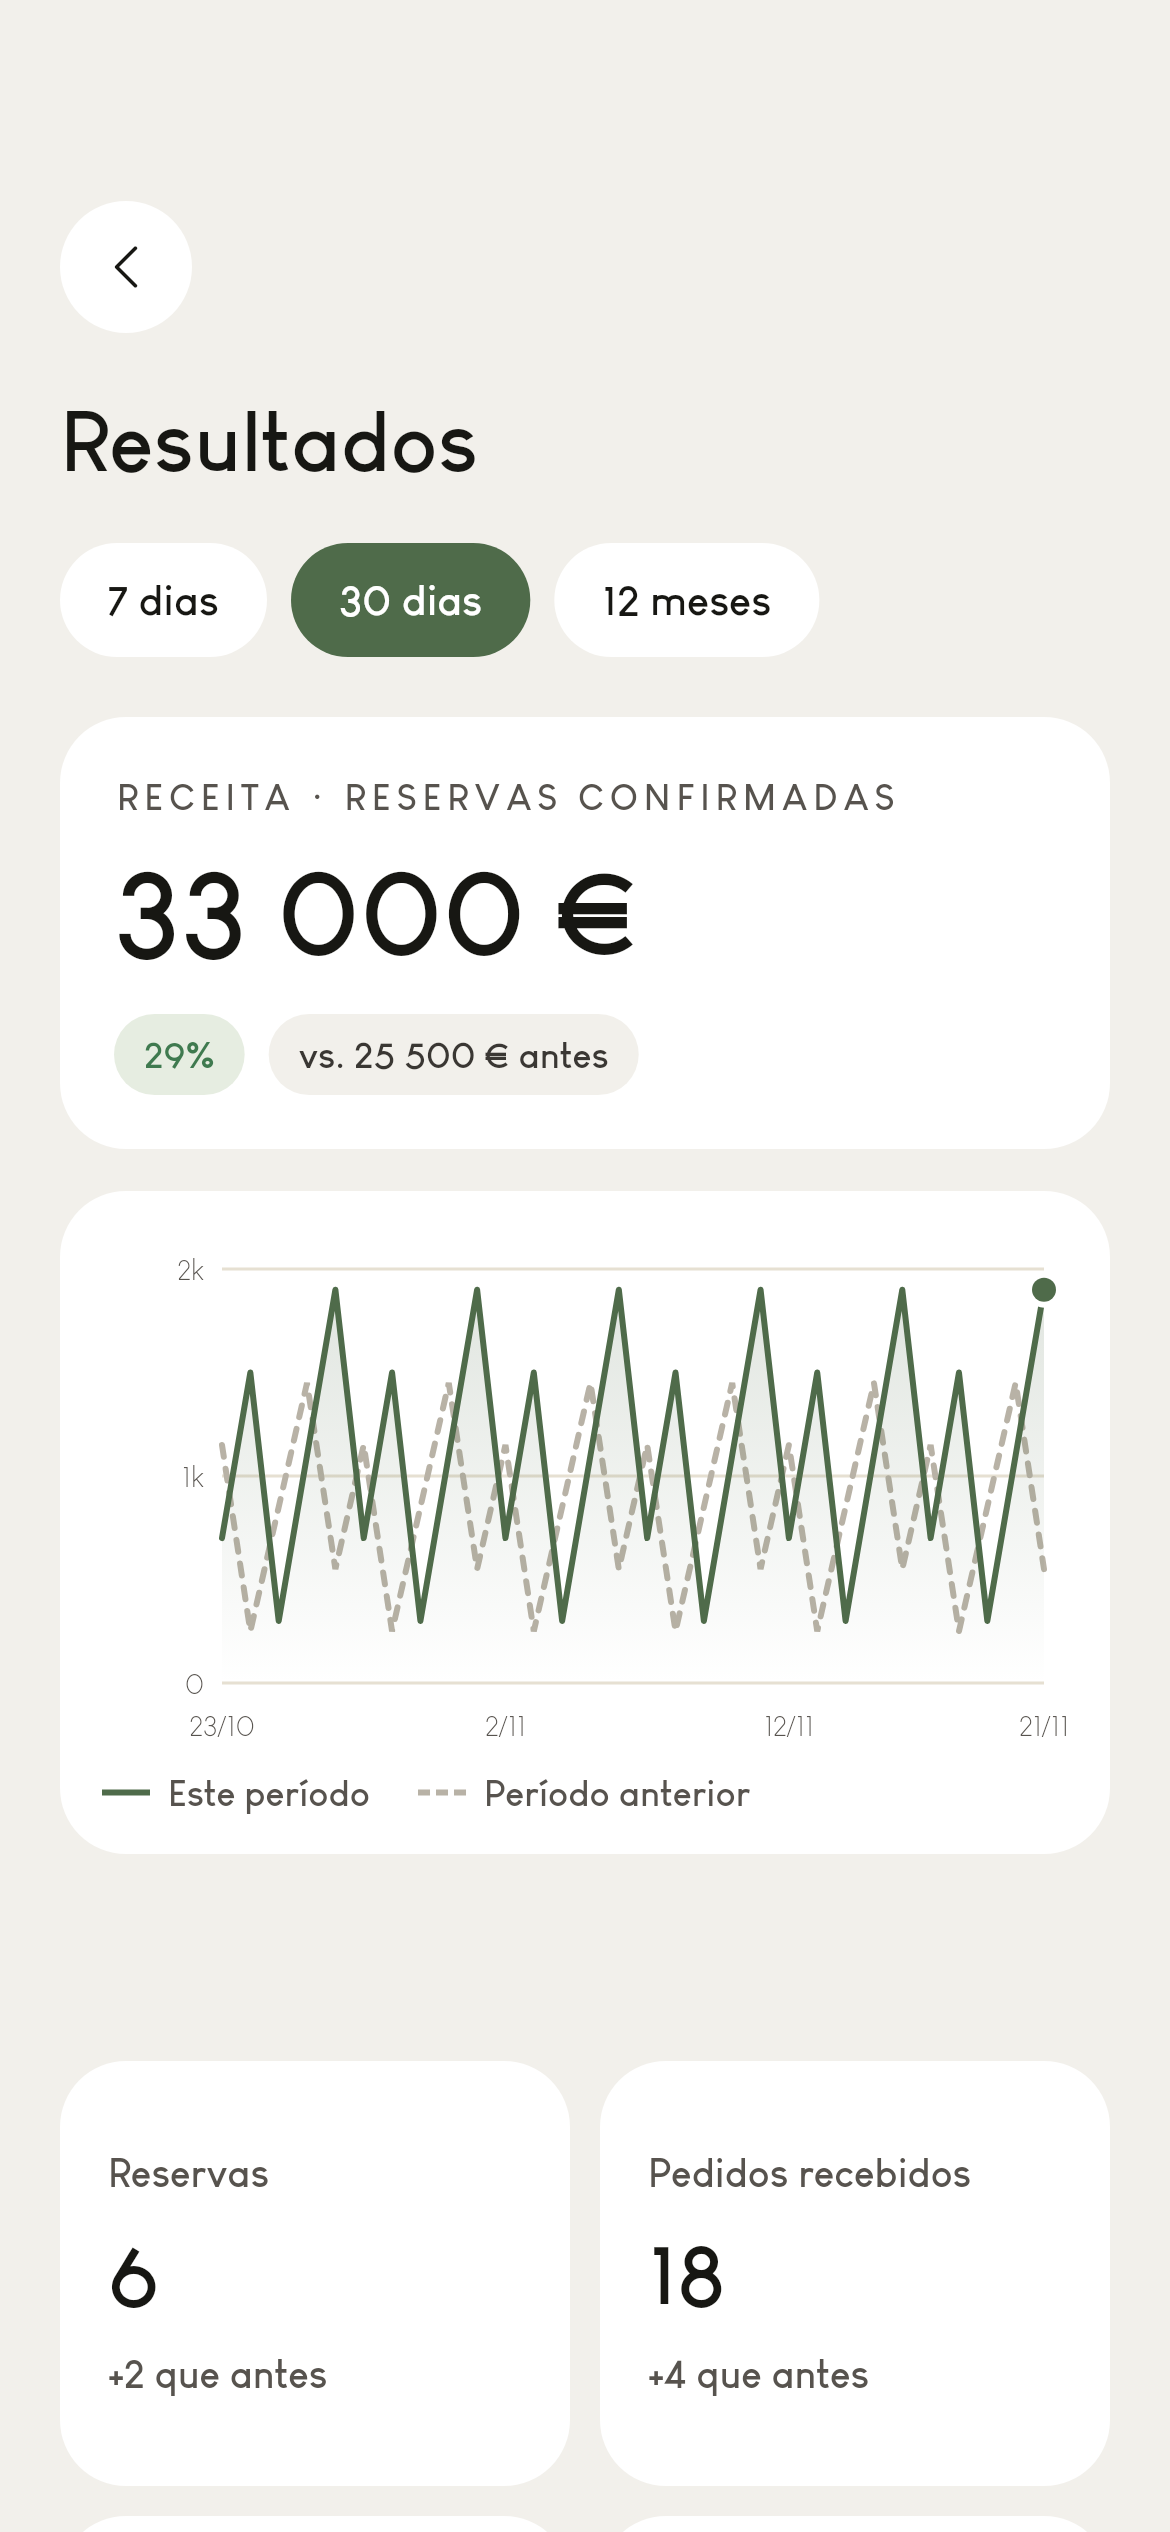 Resultados
7 dias 30 dias 12 meses
RECEITA · RESERVAS CONFIRMADAS
33 000 €
29% vs. 25 500 € antes
2k
1k
0
23/10 2/11 12/11 21/11
Este período Período anterior
Reservas Pedidos recebidos
6 18
+2 que antes +4 que antes